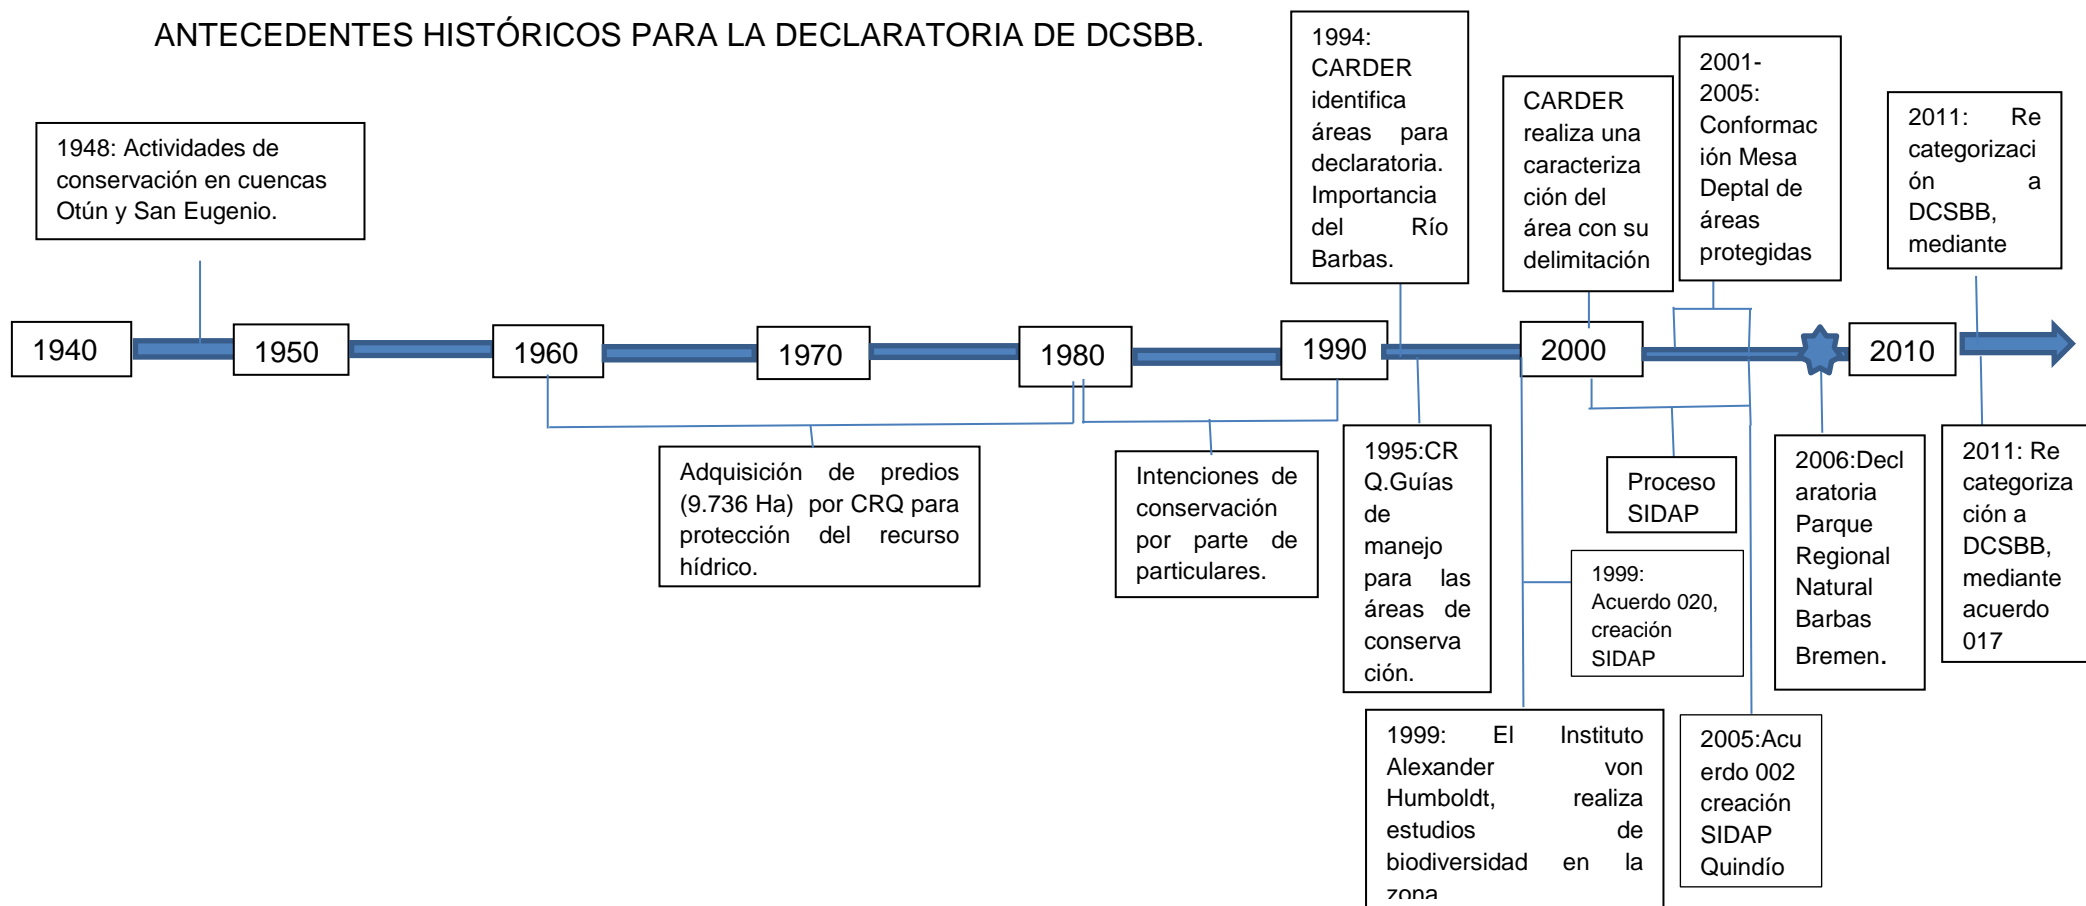 ANTECEDENTES HISTÓRICOS PARA LA DECLARATORIA DE DCSBB.
1948: Actividades de
conservación en cuencas
Otún y San Eugenio.
1994:
CARDER
identifica
áreas para
declaratoria.
Importancia
del Río
Barbas.
CARDER
realiza una
caracteriza
ción del
área con su
delimitación
2001-
2005:
Conformac
ión Mesa
Deptal de
áreas
protegidas
2011: Re
categorizaci
ón a
DCSBB,
mediante
1940
1950
1960
1970
1980
1990
2000
2010
Adquisición de predios
(9.736 Ha) por CRQ para
protección del recurso
hídrico.
Intenciones de
conservación
por parte de
particulares.
1995:CR
Q.Guías
de
manejo
para las
áreas de
conserva
ción.
Proceso
SIDAP
1999:
Acuerdo 020,
creación
SIDAP
2006:Decl
aratoria
Parque
Regional
Natural
Barbas
Bremen.
2011: Re
categoriza
ción a
DCSBB,
mediante
acuerdo
017
1999: El Instituto
Alexander von
Humboldt, realiza
estudios de
biodiversidad en la
zona
2005:Acu
erdo 002
creación
SIDAP
Quindío